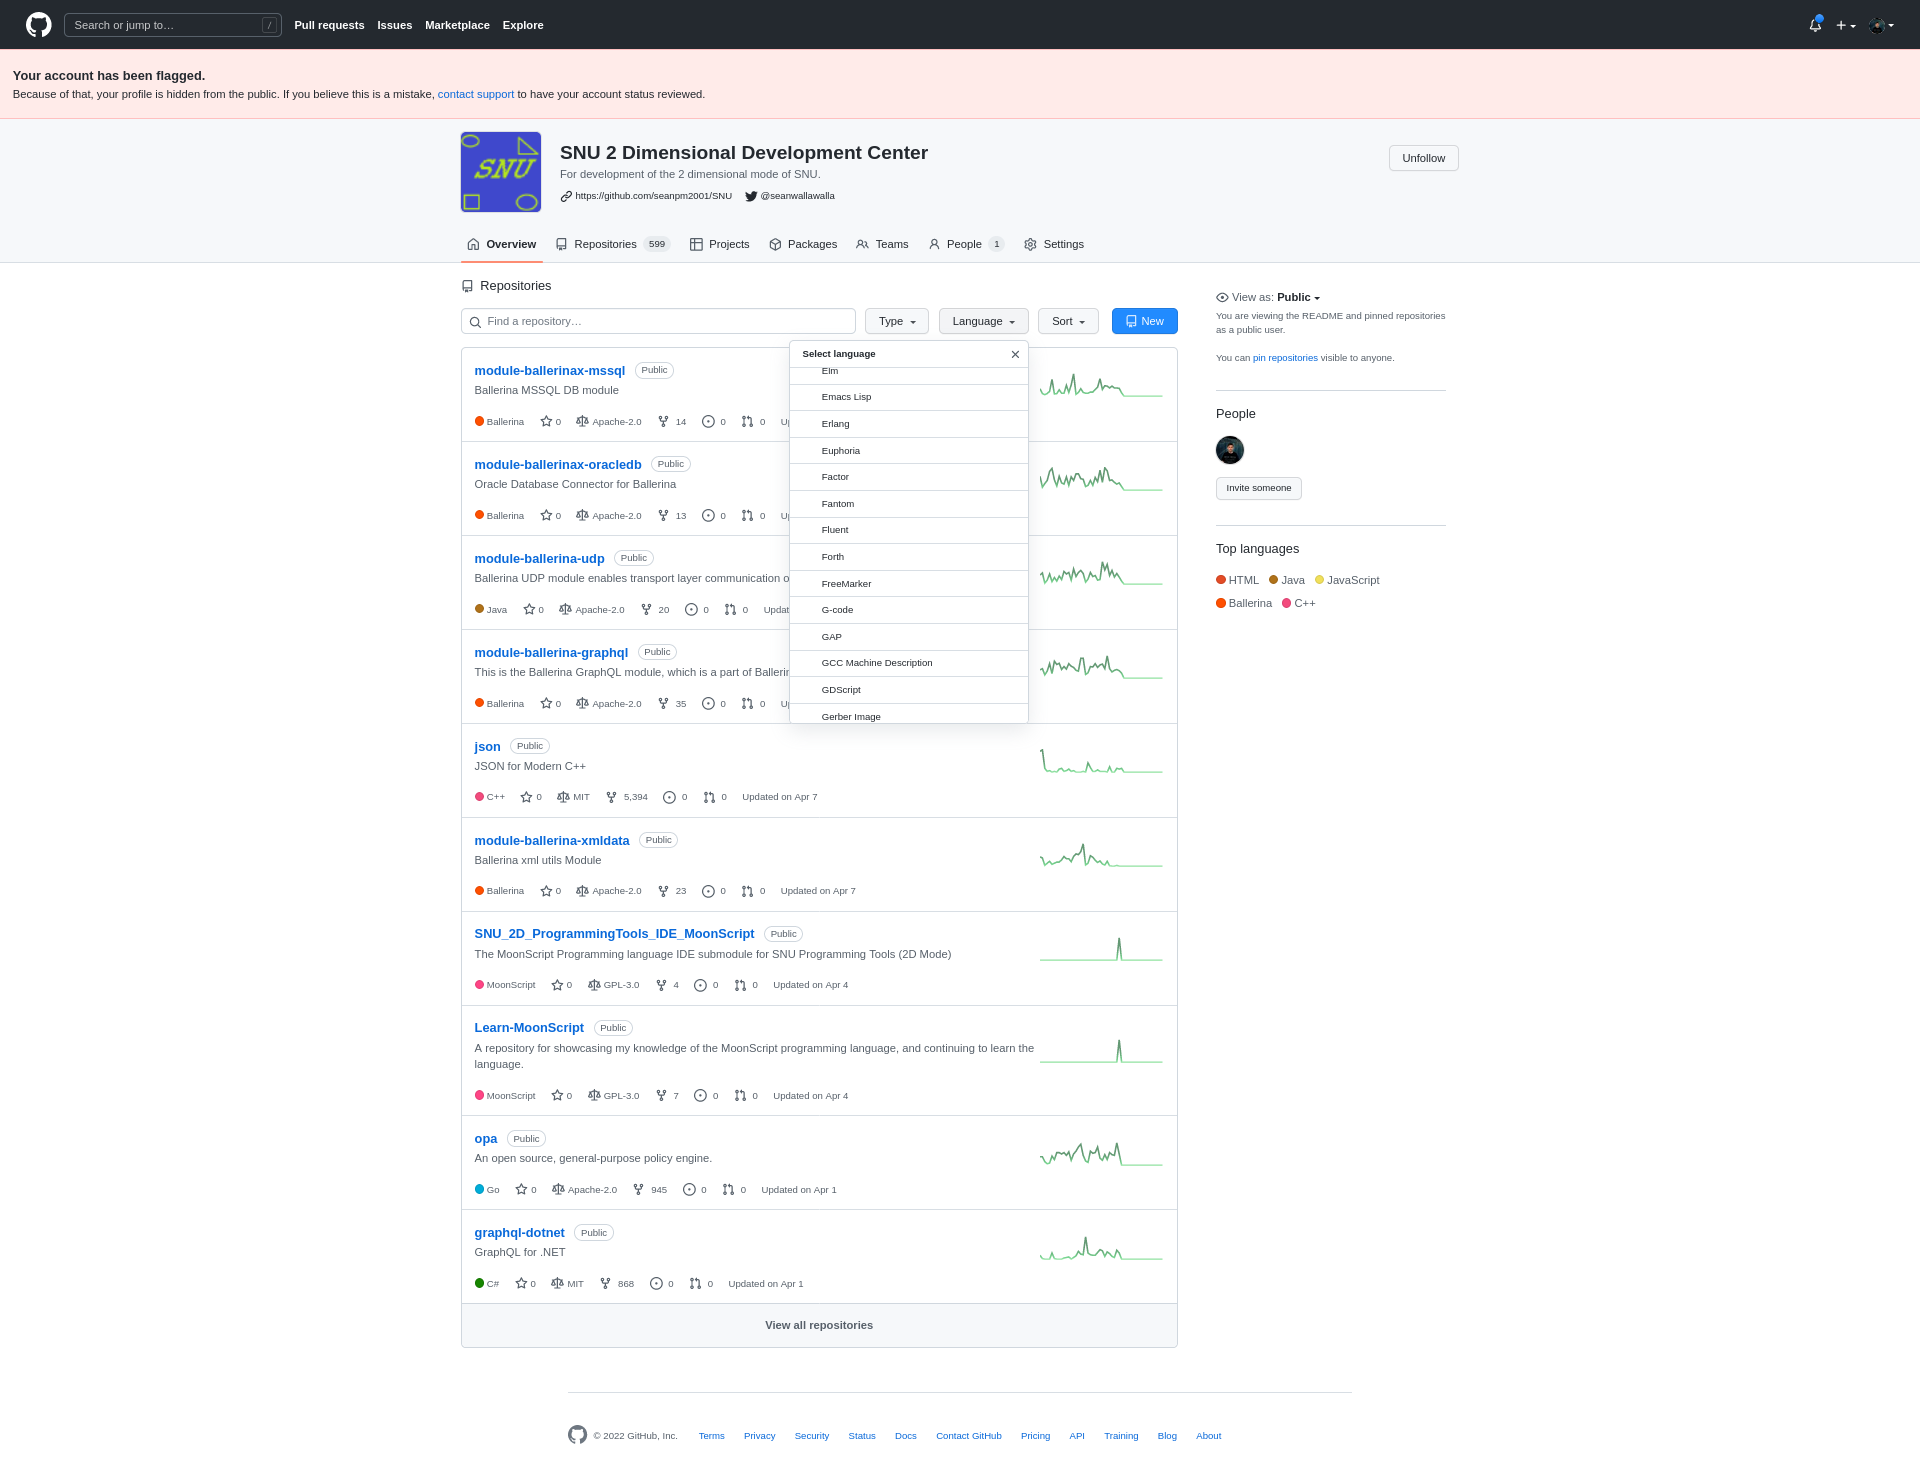 Search or jump to… /
Pull requests Issues Marketplace Explore
Your account has been flagged.
Because of that, your profile is hidden from the public. If you believe this is a mistake, contact support to have your account status reviewed.
SNU
SNU 2 Dimensional Development Center
For development of the 2 dimensional mode of SNU.
https://github.com/seanpm2001/SNU @seanwallawalla
Unfollow
Overview Repositories 599 Projects Packages Teams People 1 Settings
Repositories
Find a repository…
Type Language Sort New
Select language
Elm
Emacs Lisp
Erlang
Euphoria
Factor
Fantom
Fluent
Forth
FreeMarker
G-code
GAP
GCC Machine Description
GDScript
Gerber Image
module-ballerinax-mssql Public
Ballerina MSSQL DB module
Ballerina 0 Apache-2.0 14 0 0
module-ballerinax-oracledb Public
Oracle Database Connector for Ballerina
Ballerina 0 Apache-2.0 13 0 0
module-ballerina-udp Public
Ballerina UDP module enables transport layer communication o
Java 0 Apache-2.0 20 0 0 Updat
module-ballerina-graphql Public
This is the Ballerina GraphQL module, which is a part of Ballerin
Ballerina 0 Apache-2.0 35 0 0
json Public
JSON for Modern C++
C++ 0 MIT 5,394 0 0 Updated on Apr 7
module-ballerina-xmldata Public
Ballerina xml utils Module
Ballerina 0 Apache-2.0 23 0 0 Updated on Apr 7
SNU_2D_ProgrammingTools_IDE_MoonScript Public
The MoonScript Programming language IDE submodule for SNU Programming Tools (2D Mode)
MoonScript 0 GPL-3.0 4 0 0 Updated on Apr 4
Learn-MoonScript Public
A repository for showcasing my knowledge of the MoonScript programming language, and continuing to learn the
language.
MoonScript 0 GPL-3.0 7 0 0 Updated on Apr 4
opa Public
An open source, general-purpose policy engine.
Go 0 Apache-2.0 945 0 0 Updated on Apr 1
graphql-dotnet Public
GraphQL for .NET
C# 0 MIT 868 0 0 Updated on Apr 1
View all repositories
View as: Public
You are viewing the README and pinned repositories
as a public user.
You can pin repositories visible to anyone.
People
Invite someone
Top languages
HTML Java JavaScript
Ballerina C++
© 2022 GitHub, Inc. Terms Privacy Security Status Docs Contact GitHub Pricing API Training Blog About